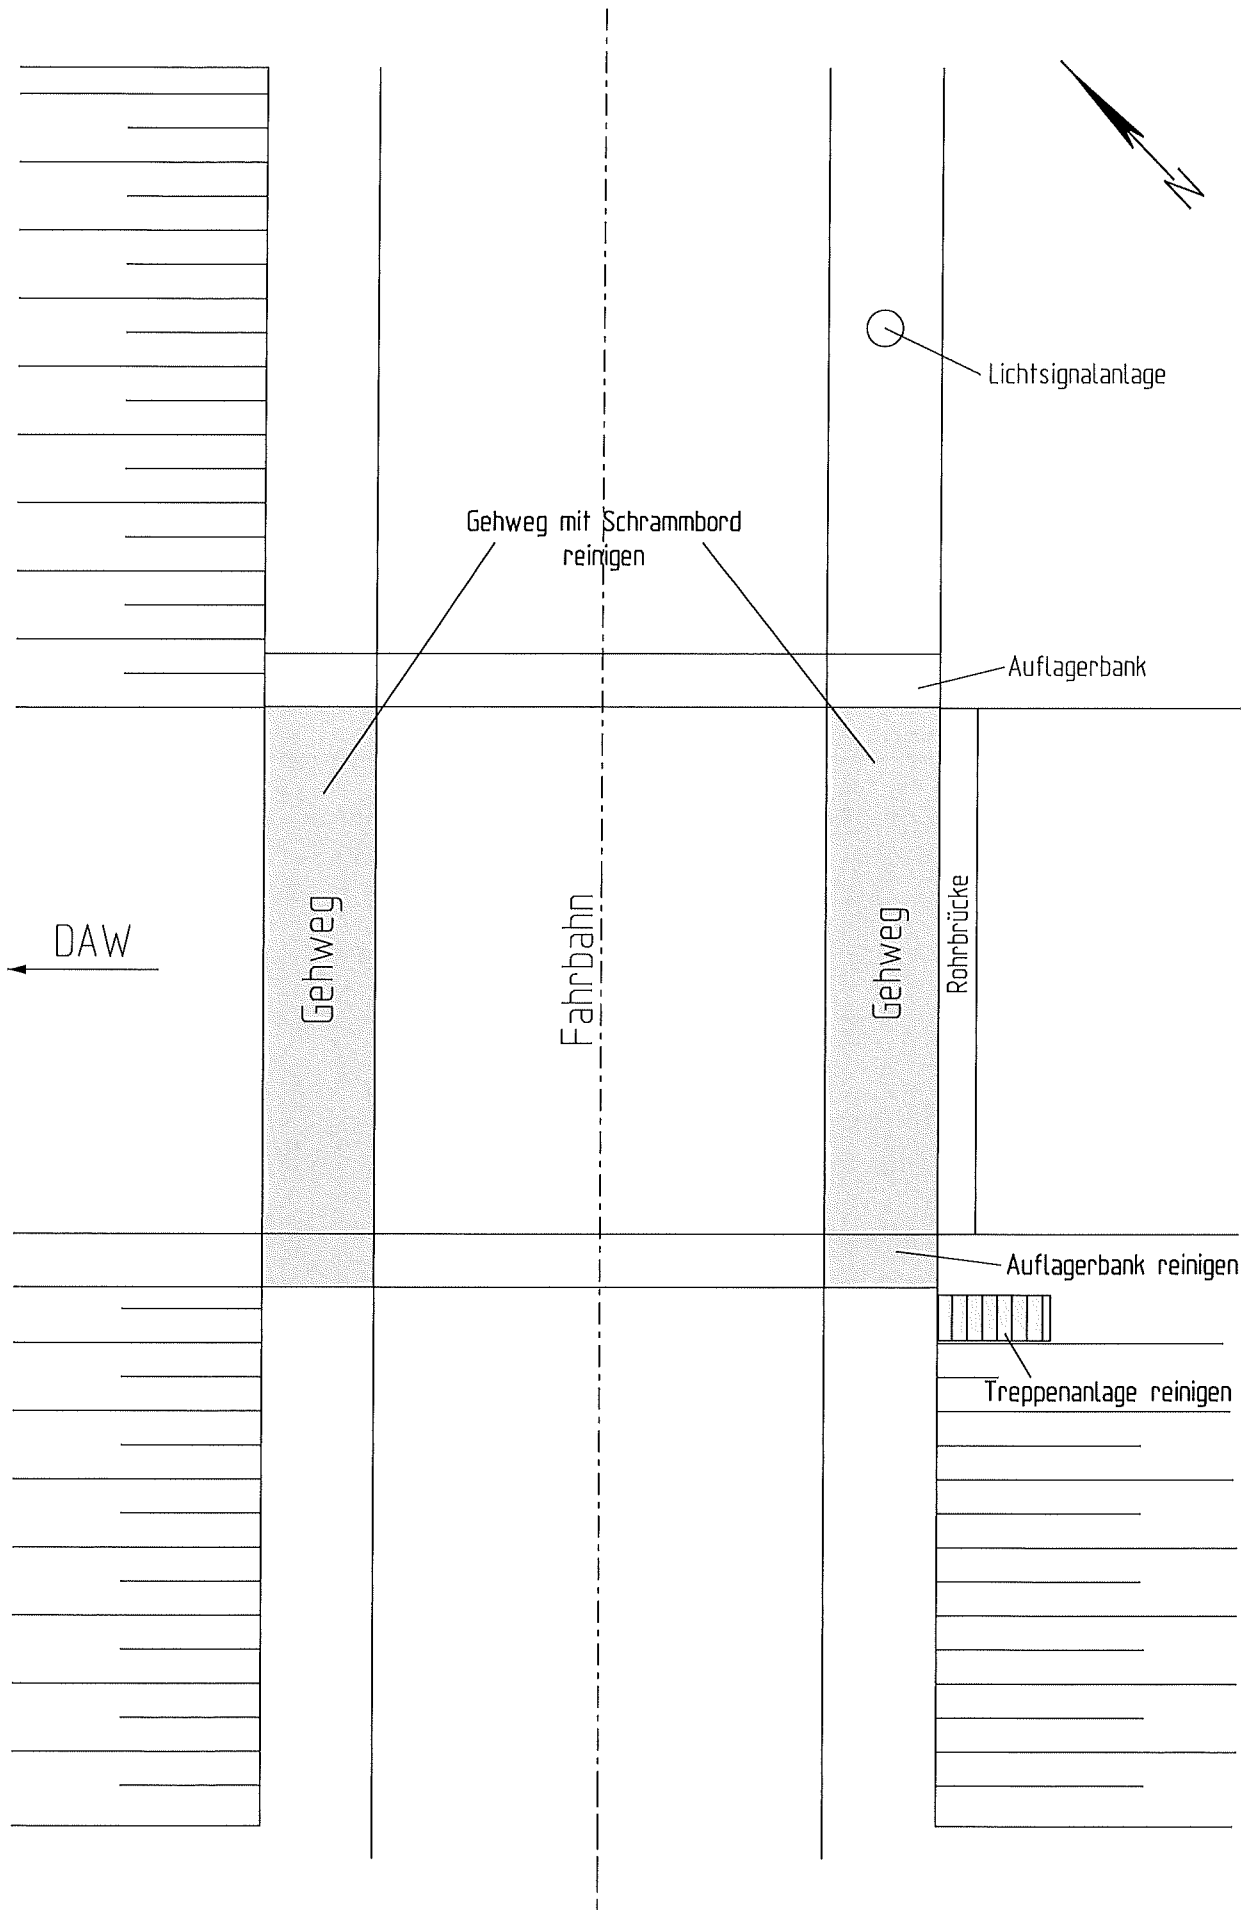 N
Lichtsignalanlage
Gehweg mit Schrammbord
reinigen
Auflagerbank
DAW
Gehweg
Fahrbahn
Gehweg
Rohrbrücke
Auflagerbank reinigen
Treppenanlage reinigen